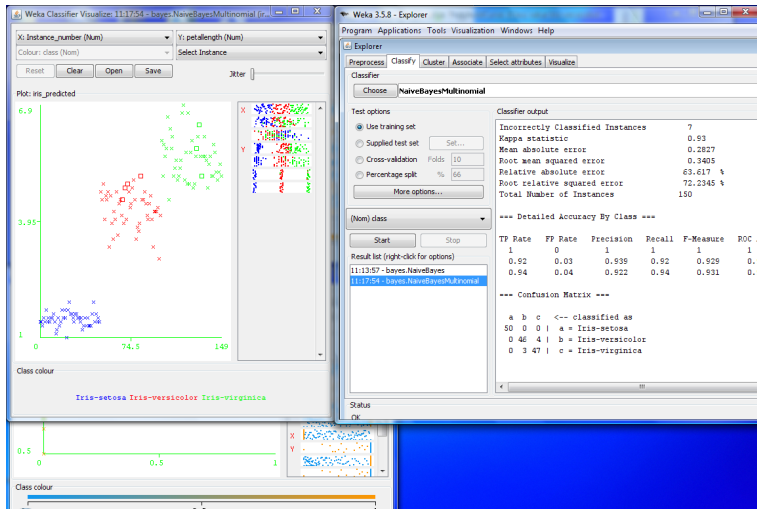 Weka Classifier Visualize: 11:17:54 - bayes.NaiveBayesMultinomial (ir...
X: Instance_number (Num)
Y: petallength (Num)
Colour: class (Num)
Select Instance
Reset
Clear
Open
Save
Jitter
Plot: iris_predicted
6.9
3.95
1
0
74.5
149
X
Y
Class colour
Iris-setosa Iris-versicolor Iris-virginica
0.5
0
0.5
1
X
Y
Class colour
Weka 3.5.8 - Explorer
Program Applications Tools Visualization Windows Help
Explorer
Preprocess Classify Cluster Associate Select attributes Visualize
Classifier
Choose NaiveBayesMultinomial
Test options
Use training set
Supplied test set Set...
Cross-validation Folds 10
Percentage split % 66
More options...
(Nom) class
Start
Stop
Result list (right-click for options)
11:13:57 - bayes.NaiveBayes
11:17:54 - bayes.NaiveBayesMultinomial
Classifier output
Incorrectly Classified Instances 7
Kappa statistic 0.93
Mean absolute error 0.2827
Root mean squared error 0.3405
Relative absolute error 63.617 %
Root relative squared error 72.2345 %
Total Number of Instances 150
=== Detailed Accuracy By Class ===
TP Rate FP Rate Precision Recall F-Measure ROC
1 0 1 1 1 1
0.92 0.03 0.939 0.92 0.929 0.
0.94 0.04 0.922 0.94 0.931 0.
=== Confusion Matrix ===
a b c <-- classified as
50 0 0 | a = Iris-setosa
0 46 4 | b = Iris-versicolor
0 3 47 | c = Iris-virginica
Status
OK